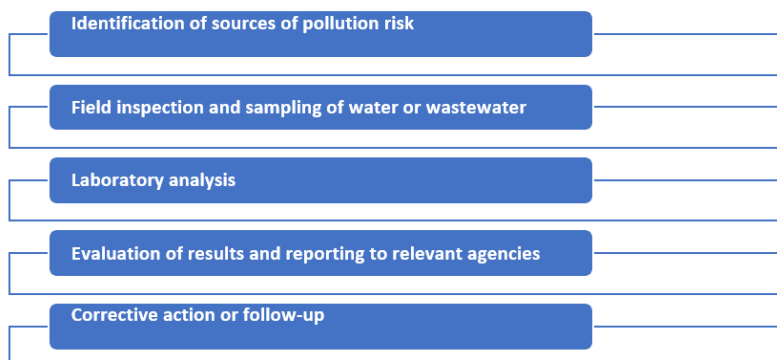 Identification of sources of pollution risk
Field inspection and sampling of water or wastewater
Laboratory analysis
Evaluation of results and reporting to relevant agencies
Corrective action or follow-up